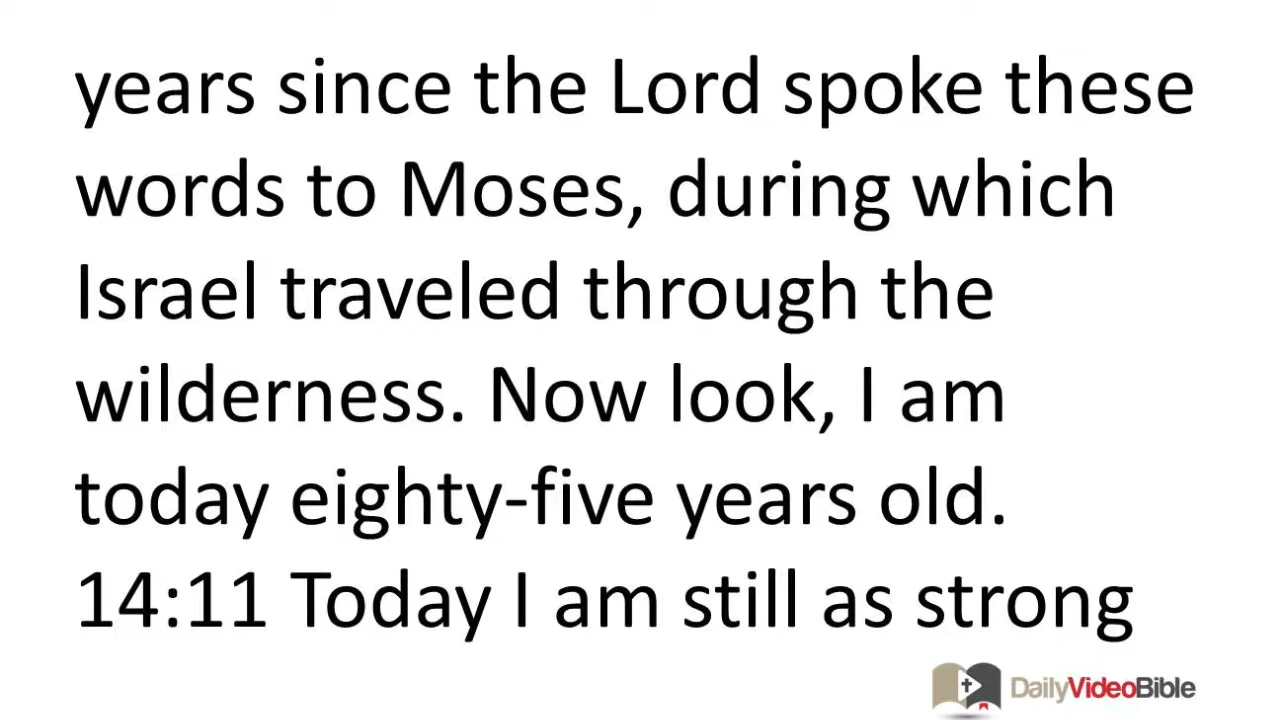 years since the Lord spoke these
words to Moses, during which
Israel traveled through the
wilderness. Now look, I am
today eighty-five years old.
14:11 Today I am still as strong
DailyVideoBible